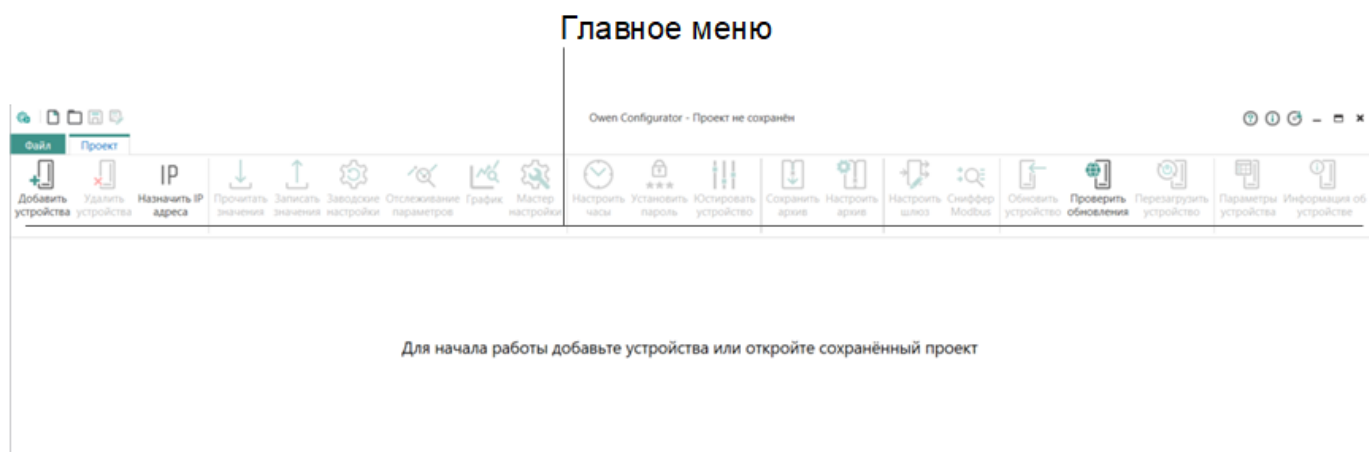 Главное меню
Owen Configurator - Проект не сохранён
Файл Проект
Добавить устройства
Удалить устройства
IP
Назначить IP адреса
Прочитать значения
Записать значения
Заводские настройки
Отслеживание параметров
График
Мастер настройки
Настроить часы
Установить пароль
Юстировать устройство
Сохранить архив
Настроить архив
Настроить шлюз
Сниффер Modbus
Обновить устройство
Проверить обновления
Перезагрузить устройство
Параметры устройства
Информация об устройстве
Для начала работы добавьте устройства или откройте сохранённый проект